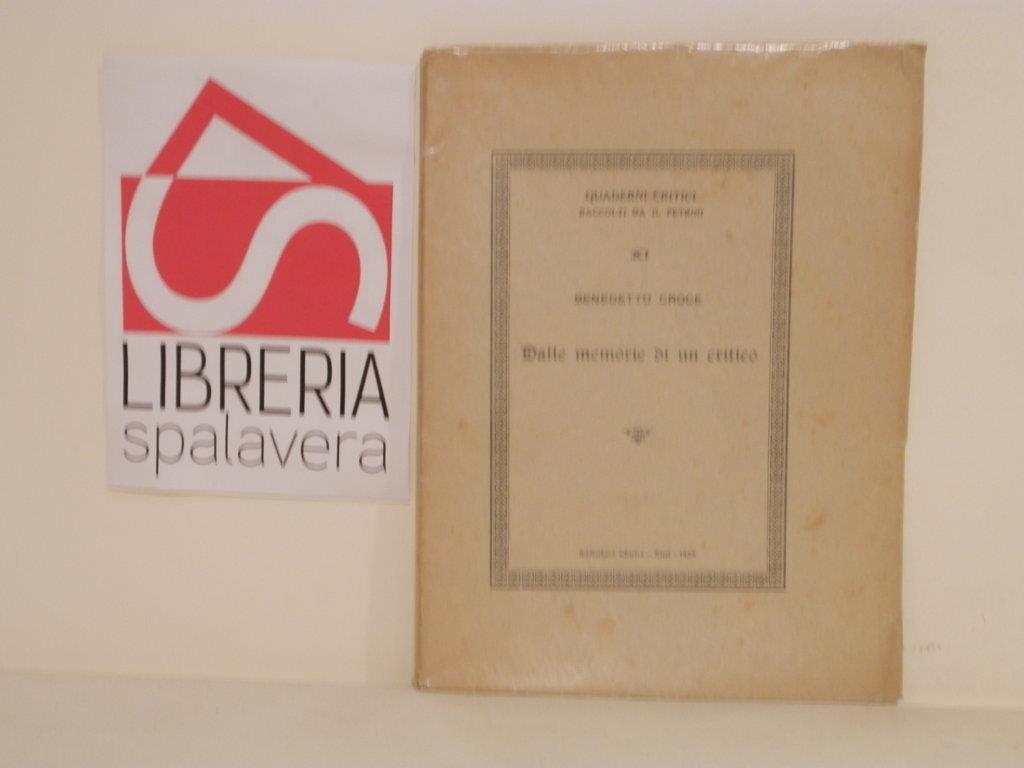 LIBRERIA
spalavera
QUADERNI CRITICI
RACCOLTI DA D. PETRINI
XI
BENEDETTO CROCE
Dalle memorie di un critico